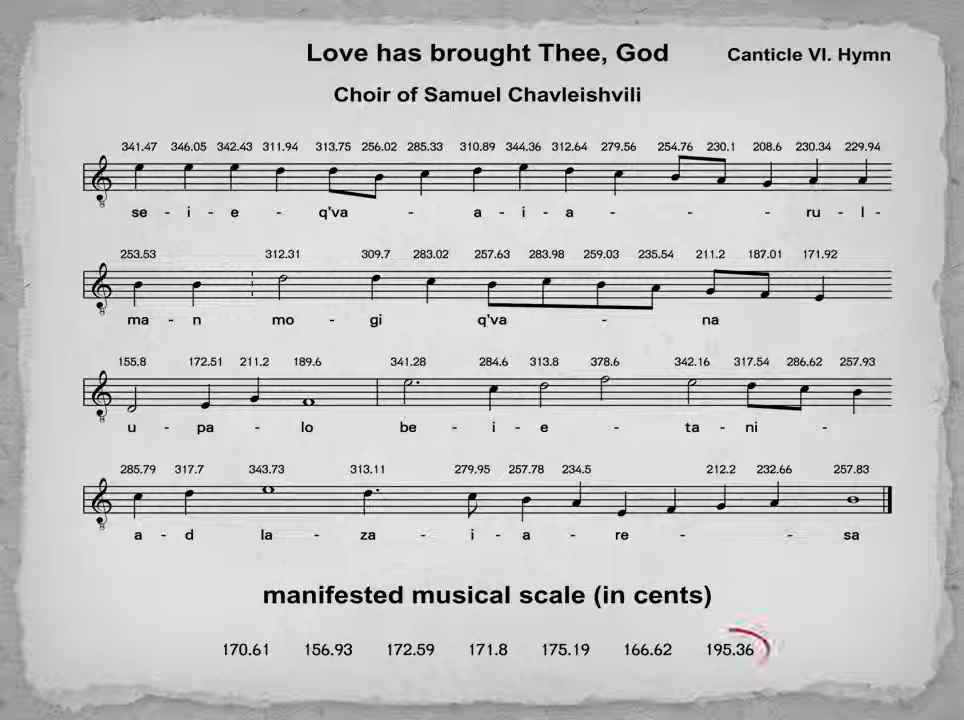 Love has brought Thee, God
Canticle VI. Hymn
Choir of Samuel Chavleishvili
341.47 346.05 342.43 311.94 313.75 256.02 285.33 310.89 344.36 312.64 279.56 254.76 230.1 208.6 230.34 229.94
se - i - e - q'va - a - i - a - - - ru - l -
253.53 312.31 309.7 283.02 257.63 283.98 259.03 235.54 211.2 187.01 171.92
ma - n mo - gi q'va - na
155.8 172.51 211.2 189.6 341.28 284.6 313.8 378.6 342.16 317.54 286.62 257.93
u - pa - lo be - i - e - ta - ni -
285.79 317.7 343.73 313.11 279.95 257.78 234.5 212.2 232.66 257.83
a - d la - za - i - a - re - - sa
manifested musical scale (in cents)
170.61 156.93 172.59 171.8 175.19 166.62 195.36